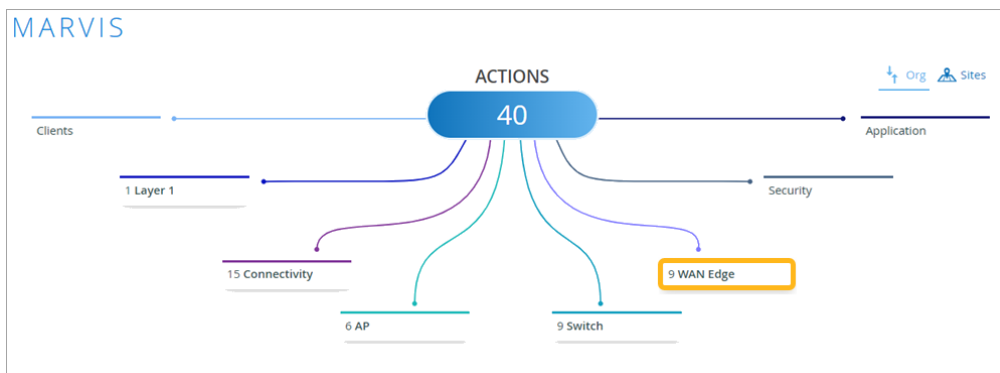 MARVIS
ACTIONS
40
Org
Sites
Clients
Application
1 Layer 1
Security
15 Connectivity
9 WAN Edge
6 AP
9 Switch